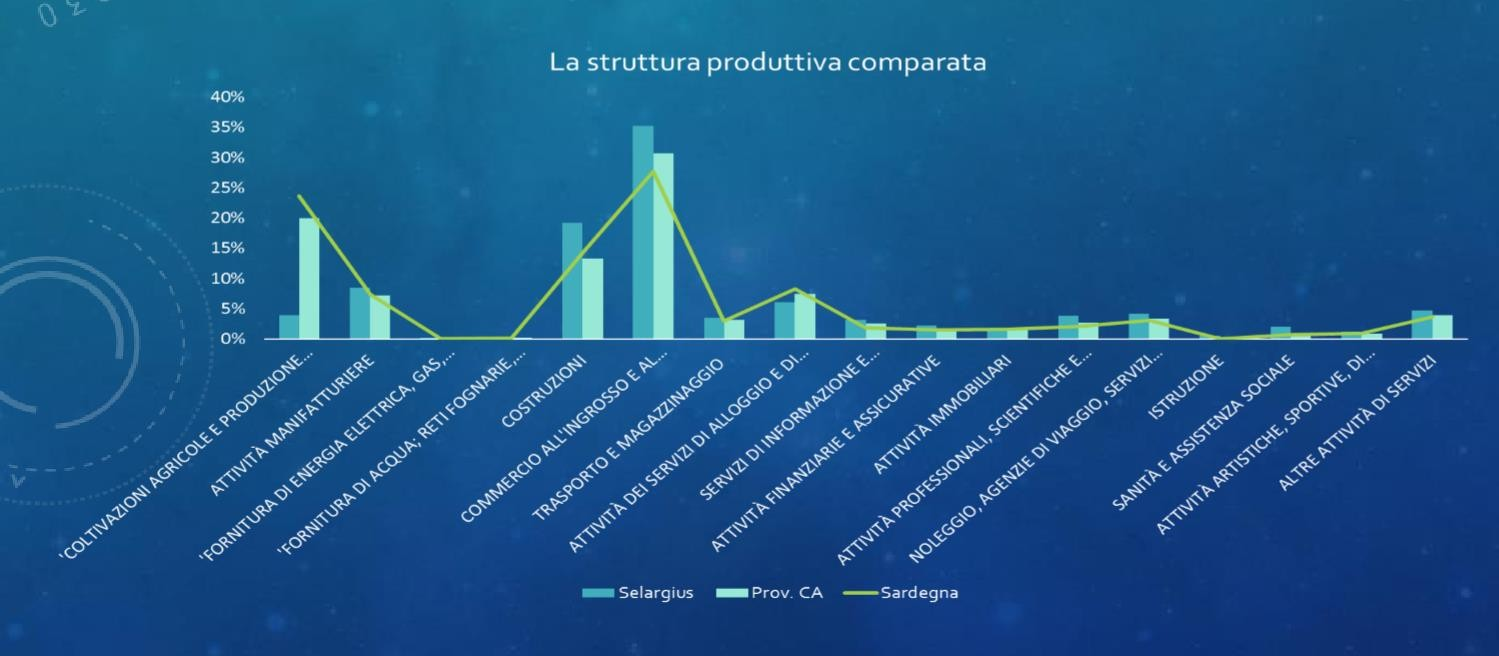 La struttura produttiva comparata
40%
35%
30%
25%
20%
15%
10%
5%
0%
'COLTIVAZIONI AGRICOLE E PRODUZIONE…
ATTIVITÀ MANIFATTURIERE
'FORNITURA DI ENERGIA ELETTRICA, GAS,…
'FORNITURA DI ACQUA; RETI FOGNARIE,…
COSTRUZIONI
COMMERCIO ALL'INGROSSO E AL…
TRASPORTO E MAGAZZINAGGIO
ATTIVITÀ DEI SERVIZI DI ALLOGGIO E DI…
SERVIZI DI INFORMAZIONE E…
ATTIVITÀ FINANZIARIE E ASSICURATIVE
ATTIVITÀ IMMOBILIARI
ATTIVITÀ PROFESSIONALI, SCIENTIFICHE E…
NOLEGGIO, AGENZIE DI VIAGGIO, SERVIZI…
ISTRUZIONE
SANITÀ E ASSISTENZA SOCIALE
ATTIVITÀ ARTISTICHE, SPORTIVE, DI…
ALTRE ATTIVITÀ DI SERVIZI
Selargius
Prov. CA
Sardegna